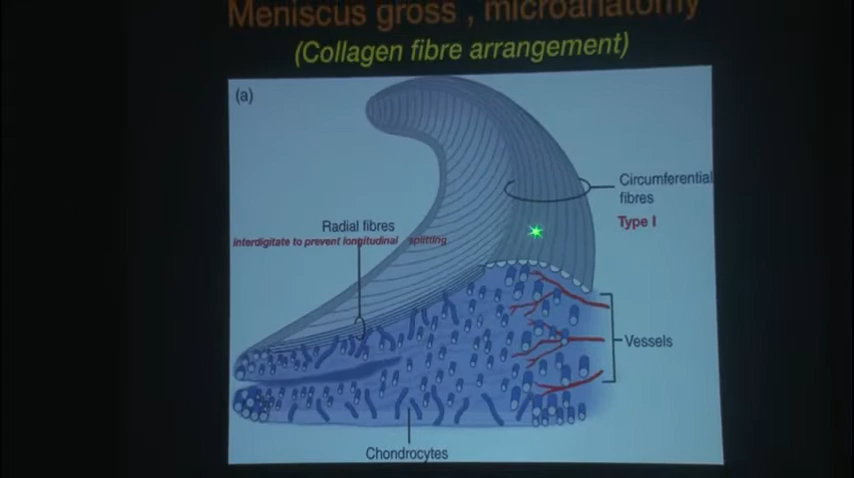 Meniscus gross , microanatomy
(Collagen fibre arrangement)
(a)
Circumferential
fibres
Type I
Radial fibres
interdigitate to prevent longitudinal splitting
Vessels
Chondrocytes